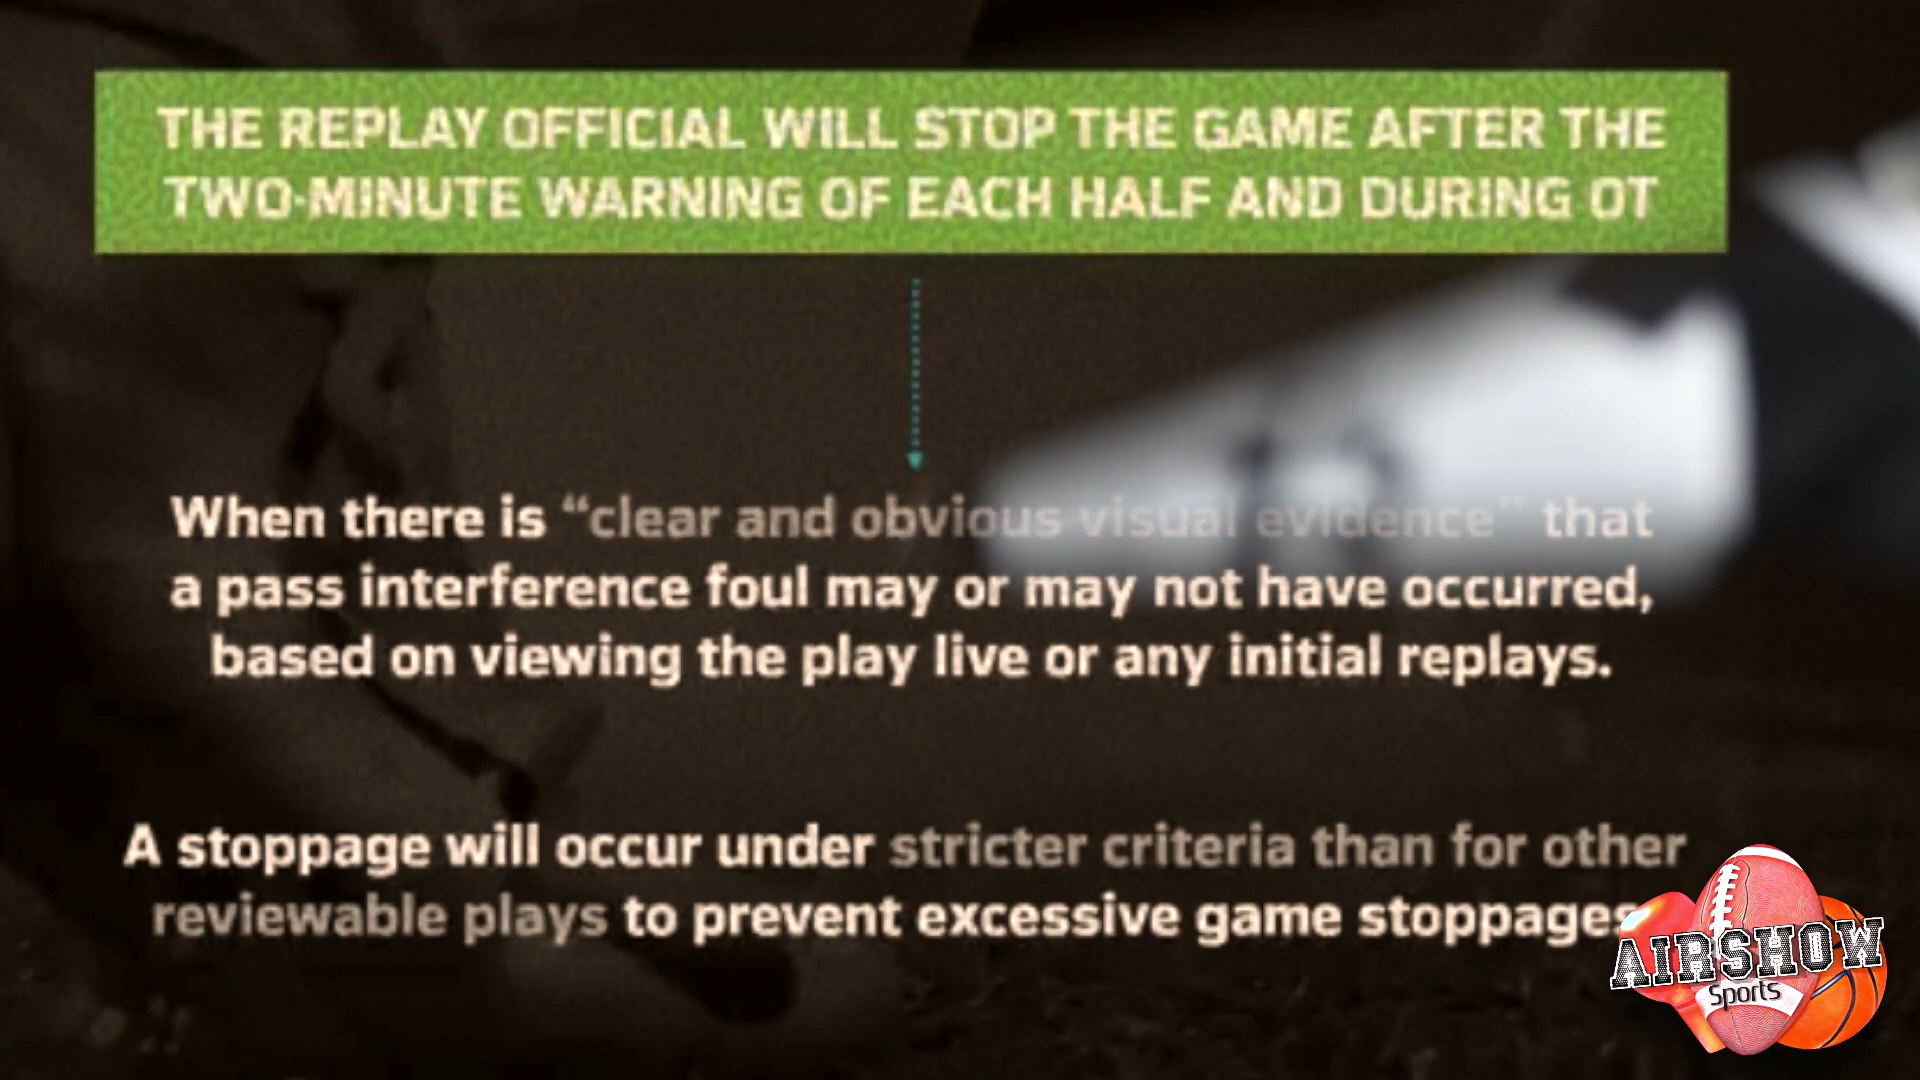 THE REPLAY OFFICIAL WILL STOP THE GAME AFTER THE
TWO-MINUTE WARNING OF EACH HALF AND DURING OT
When there is “clear and obvious visual evidence” that
a pass interference foul may or may not have occurred,
based on viewing the play live or any initial replays.
A stoppage will occur under stricter criteria than for other
reviewable plays to prevent excessive game stoppages.
AIRSHOW
Sports